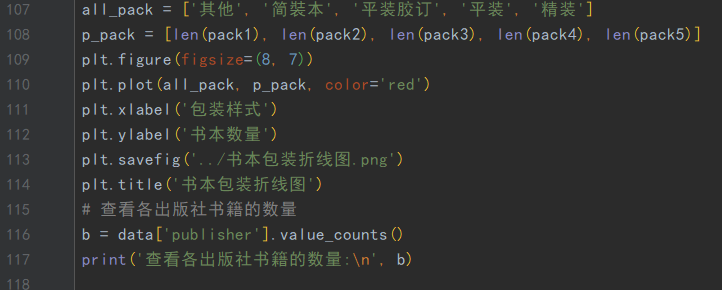 107 all_pack = ['其他', '简裝本', '平装胶订', '平装', '精装']
108 p_pack = [len(pack1), len(pack2), len(pack3), len(pack4), len(pack5)]
109 plt.figure(figsize=(8, 7))
110 plt.plot(all_pack, p_pack, color='red')
111 plt.xlabel('包装样式')
112 plt.ylabel('书本数量')
113 plt.savefig('../书本包装折线图.png')
114 plt.title('书本包装折线图')
115 # 查看各出版社书籍的数量
116 b = data['publisher'].value_counts()
117 print('查看各出版社书籍的数量:\n', b)
118